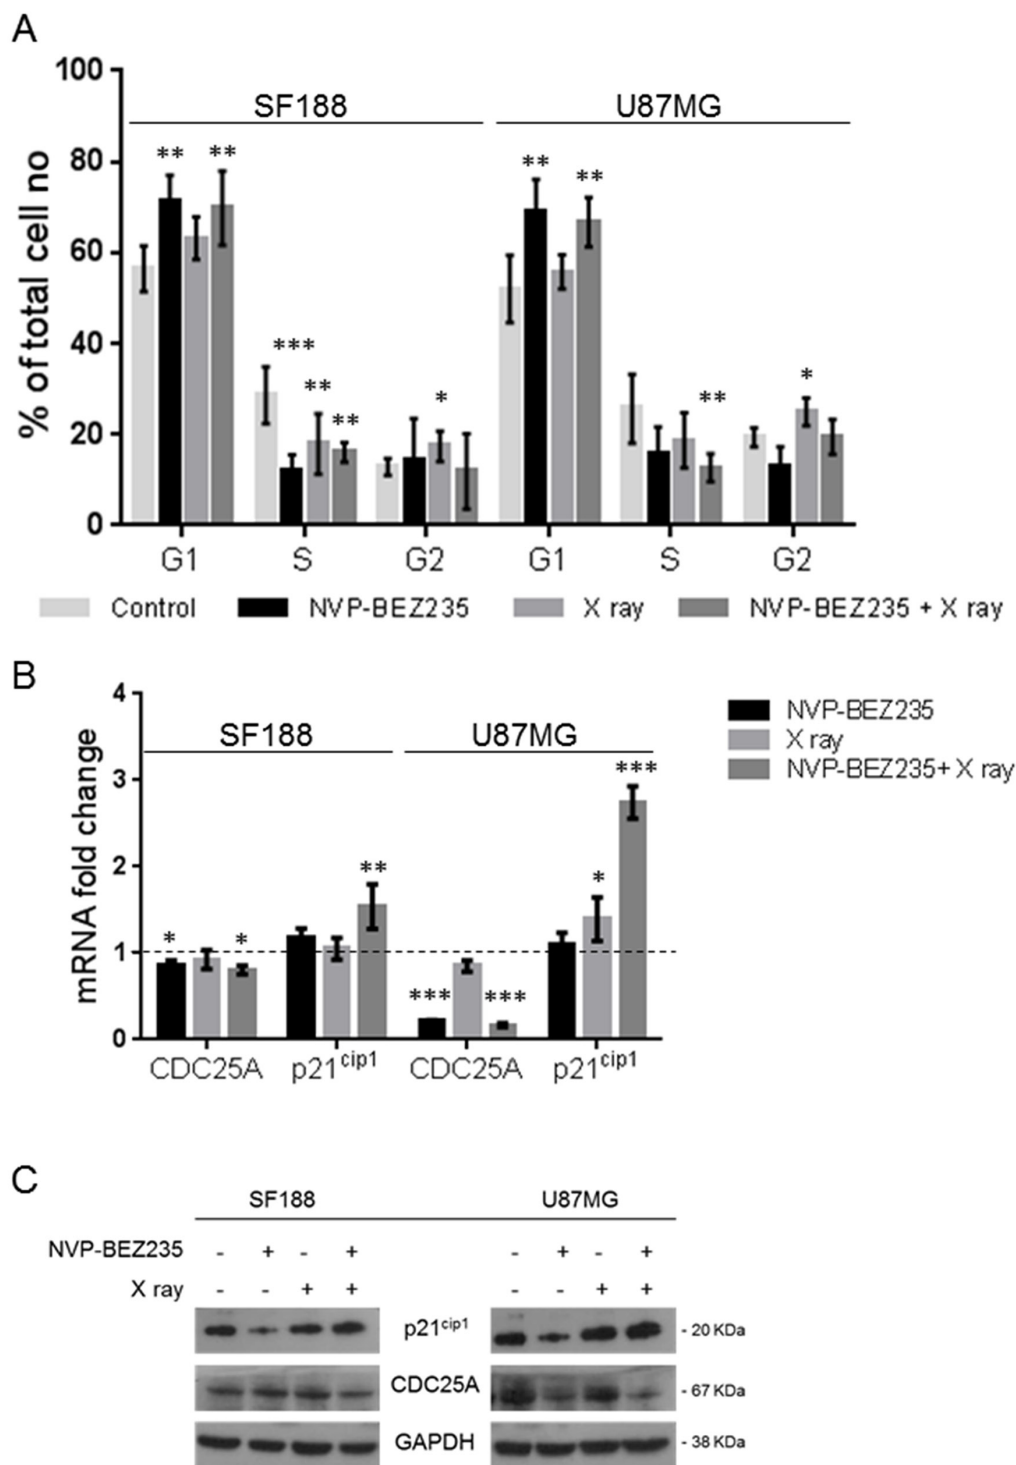 A
100
80
60
40
20
0
% of total cell no
SF188 U87MG
** ** ** **
*** ** ** * ** *
G1 S G2 G1 S G2
Control NVP-BEZ235 X ray NVP-BEZ235 + X ray
B
4
3
2
1
0
mRNA fold change
SF188 U87MG
* * ** *** *** * ***
CDC25A p21cip1 CDC25A p21cip1
NVP-BEZ235
X ray
NVP-BEZ235+ X ray
C
SF188 U87MG
NVP-BEZ235 - + - + - + - +
X ray - - + + - - + +
p21cip1 - 20 KDa
CDC25A - 67 KDa
GAPDH - 38 KDa